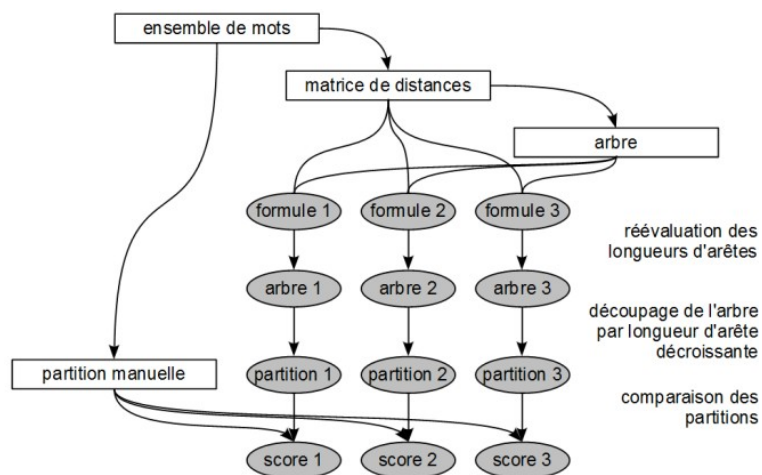 ensemble de mots
matrice de distances
arbre
formule 1
formule 2
formule 3
réévaluation des
longueurs d'arêtes
arbre 1
arbre 2
arbre 3
découpage de l'arbre
par longueur d'arête
décroissante
partition manuelle
partition 1
partition 2
partition 3
comparaison des
partitions
score 1
score 2
score 3